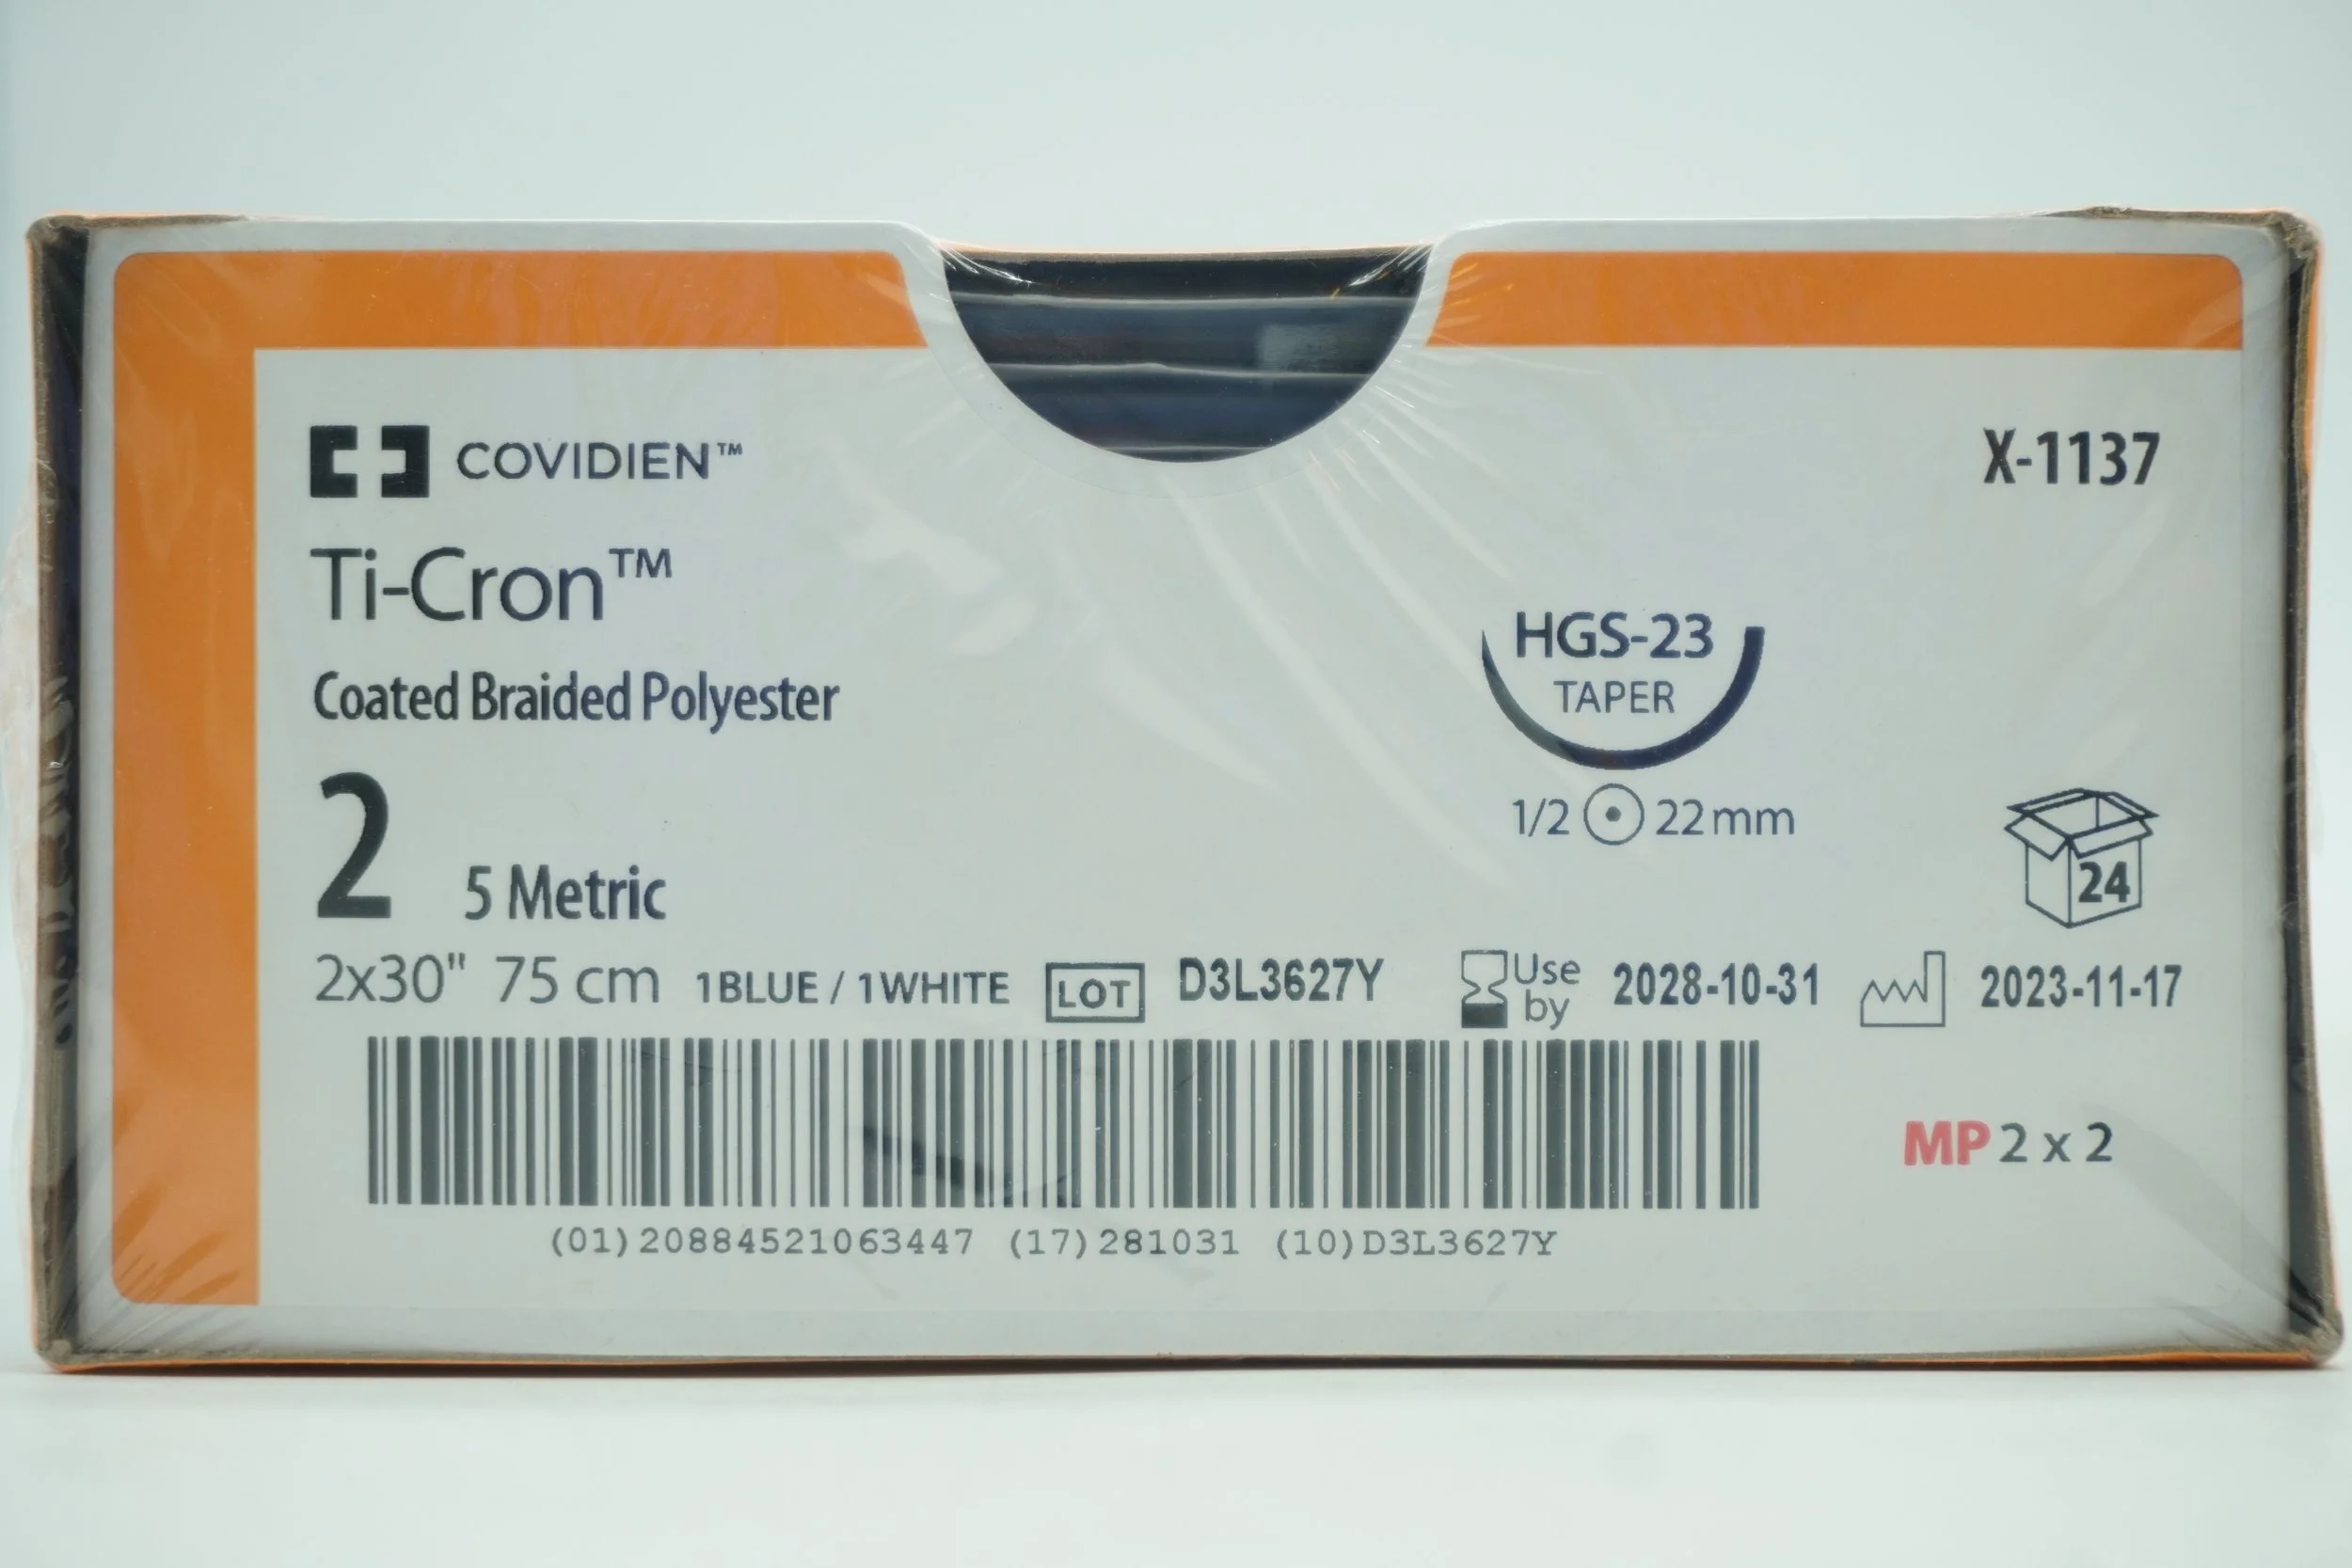 COVIDIEN™
X-1137
Ti-Cron™
Coated Braided Polyester
HGS-23
TAPER
1/2 22mm
2 5 Metric
24
2x30" 75 cm 1BLUE / 1WHITE LOT D3L3627Y Use by 2028-10-31 2023-11-17
MP 2 x 2
(01)20884521063447 (17)281031 (10)D3L3627Y